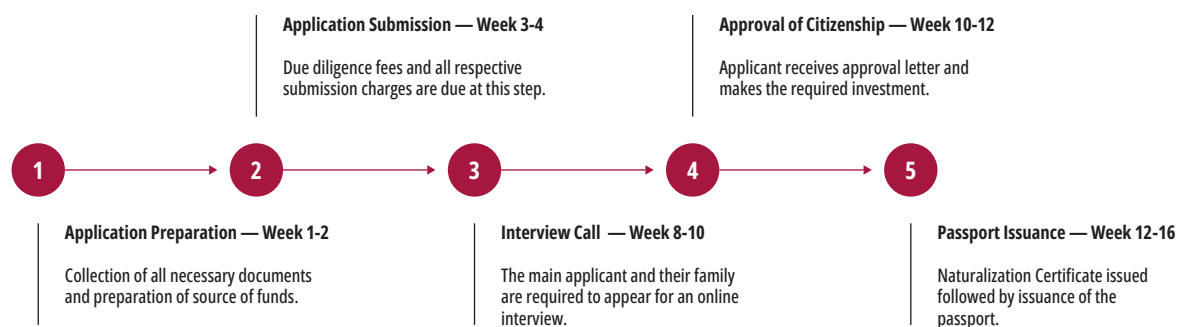 Application Submission — Week 3-4
Due diligence fees and all respective
submission charges are due at this step.
Approval of Citizenship — Week 10-12
Applicant receives approval letter and
makes the required investment.
1
2
3
4
5
Application Preparation — Week 1-2
Collection of all necessary documents
and preparation of source of funds.
Interview Call — Week 8-10
The main applicant and their family
are required to appear for an online
interview.
Passport Issuance — Week 12-16
Naturalization Certificate issued
followed by issuance of the
passport.